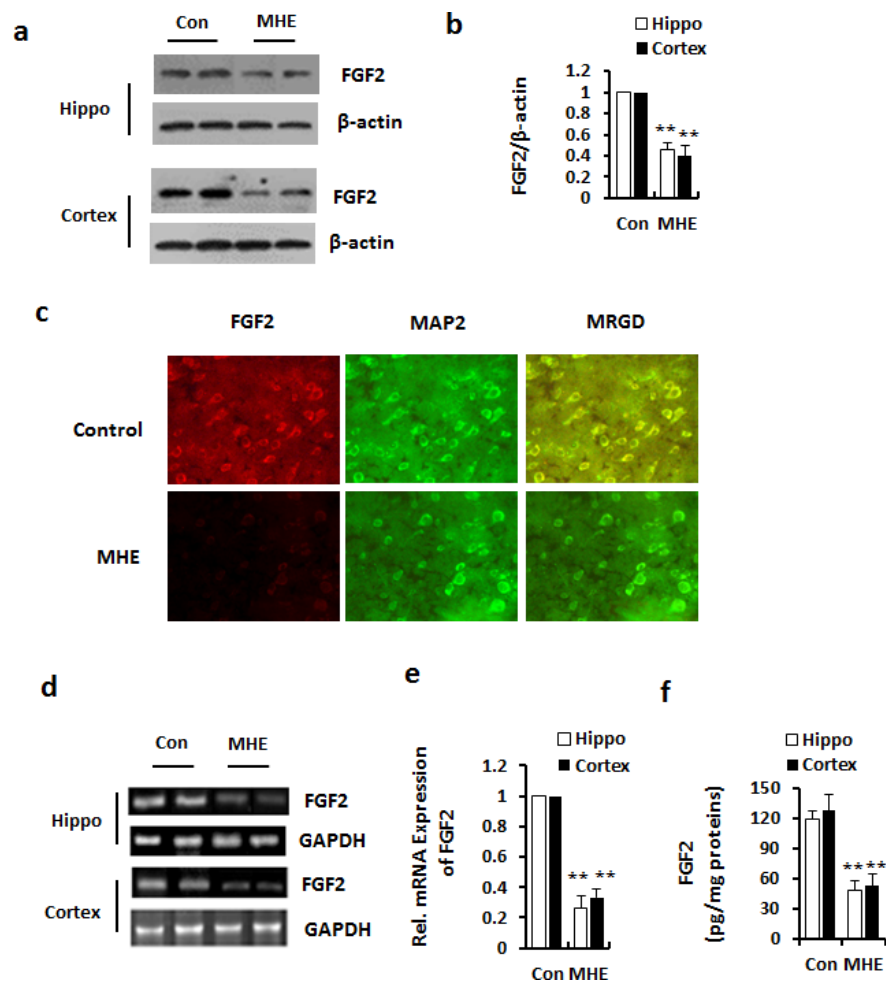 a
Con MHE
FGF2
Hippo
β-actin
FGF2
Cortex
β-actin
b
Hippo
Cortex
FGF2/β-actin
1.2
1
0.8
0.6
0.4
0.2
0
** **
Con MHE
c
FGF2 MAP2 MRGD
Control
MHE
d
Con MHE
FGF2
Hippo
GAPDH
FGF2
Cortex
GAPDH
e
Hippo
Cortex
Rel. mRNA Expression
of FGF2
1.2
1
0.8
0.6
0.4
0.2
0
** **
Con MHE
f
Hippo
Cortex
FGF2
(pg/mg proteins)
150
120
90
60
30
0
** **
Con MHE